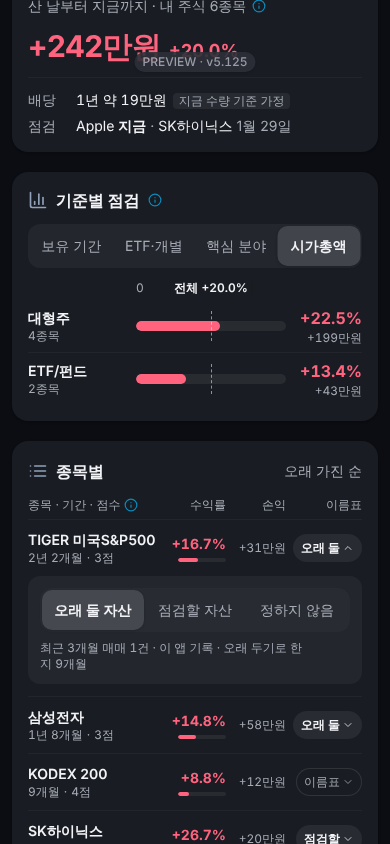 산 날부터 지금까지 · 내 주식 6종목
+242만원 +20.0%
PREVIEW · v5.125
배당 1년 약 19만원 지금 수량 기준 가정
점검 Apple 지금 · SK하이닉스 1월 29일
기준별 점검
보유 기간 ETF·개별 핵심 분야 시가총액
0 전체 +20.0%
대형주 +22.5%
4종목 +199만원
ETF/펀드 +13.4%
2종목 +43만원
종목별 오래 가진 순
종목 · 기간 · 점수 수익률 손익 이름표
TIGER 미국S&P500 +16.7% +31만원 오래 둘
2년 2개월 · 3점
오래 둘 자산 점검할 자산 정하지 않음
최근 3개월 매매 1건 · 이 앱 기록 · 오래 두기로 한
지 9개월
삼성전자 +14.8% +58만원 오래 둘
1년 8개월 · 3점
KODEX 200 +8.8% +12만원 이름표
9개월 · 4점
SK하이닉스 +26.7% +20만원 점검할